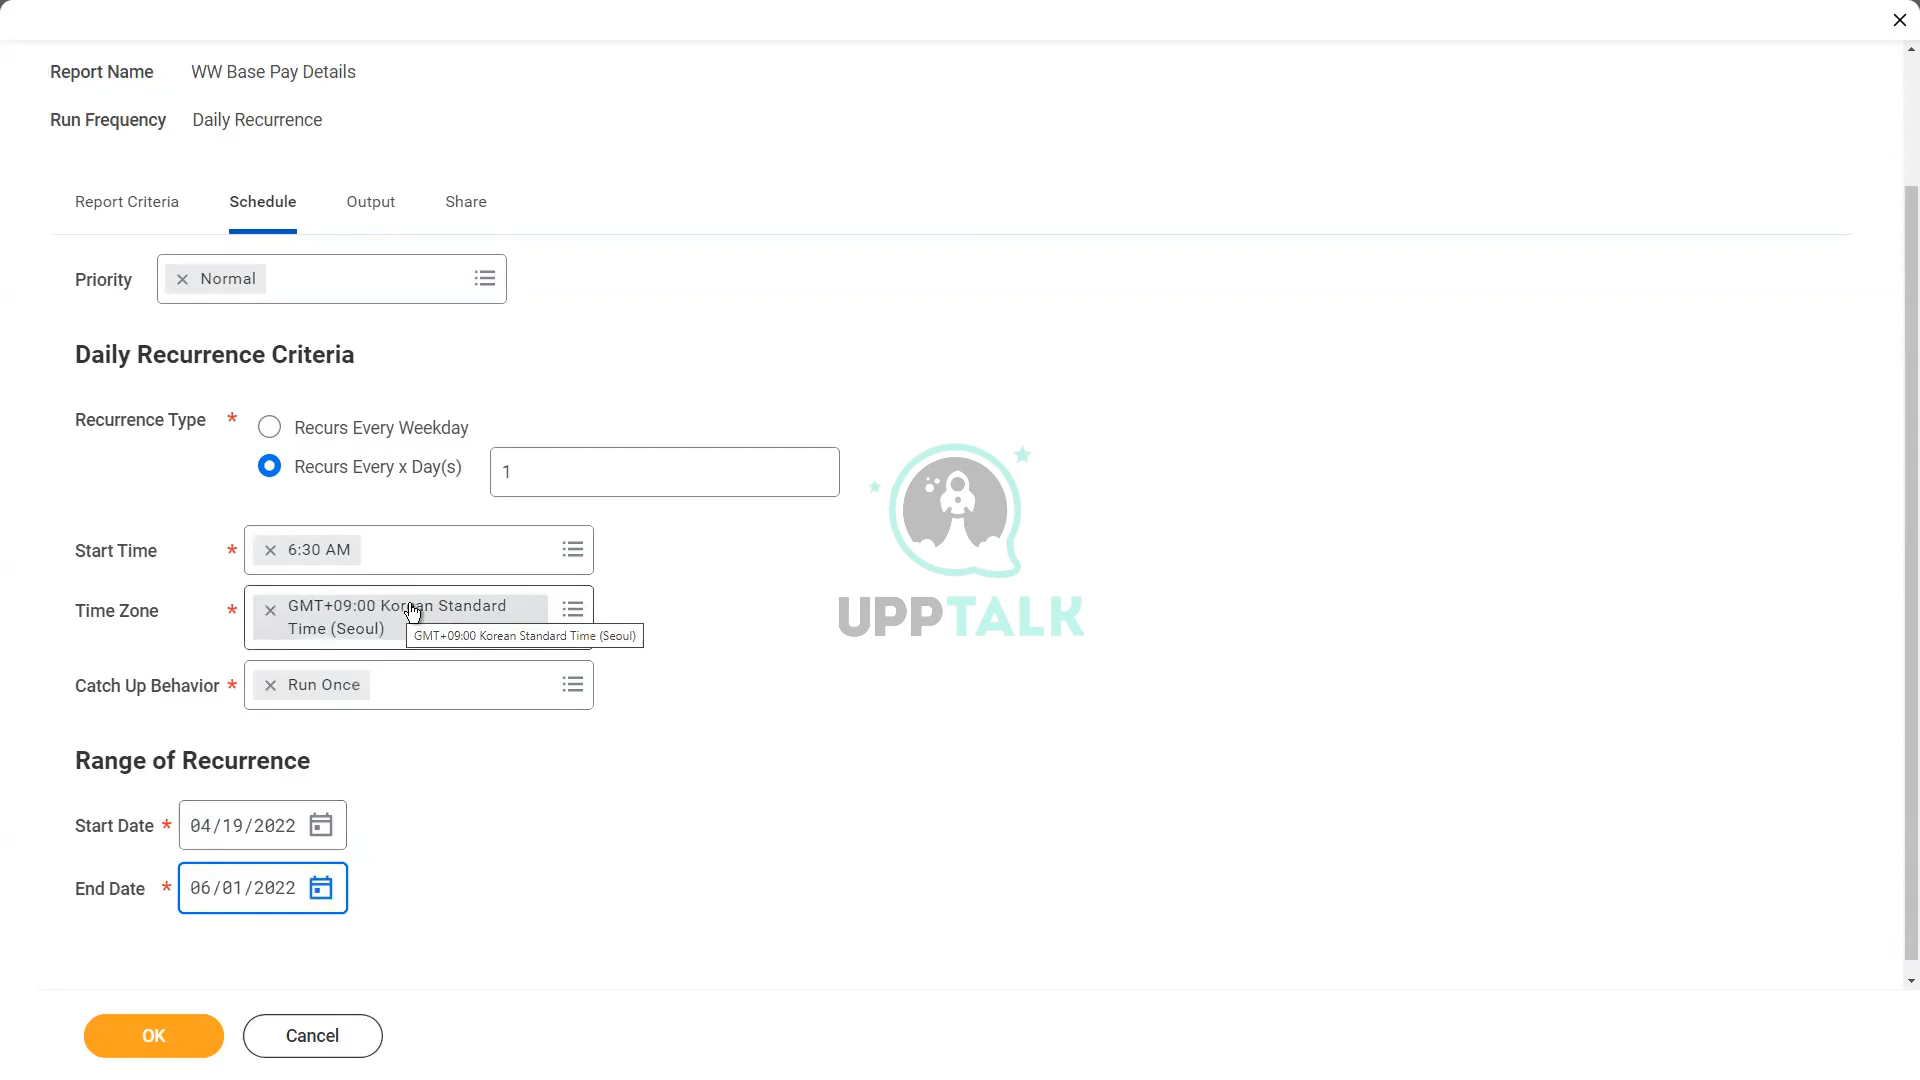 Report Name WW Base Pay Details
Run Frequency Daily Recurrence
Report Criteria Schedule Output Share
Priority Normal
Daily Recurrence Criteria
Recurrence Type * Recurs Every Weekday
Recurs Every x Day(s) 1
Start Time * 6:30 AM
Time Zone * GMT+09:00 Korean Standard
Time (Seoul)
GMT+09:00 Korean Standard Time (Seoul)
Catch Up Behavior * Run Once
Range of Recurrence
Start Date * 04/19/2022
End Date * 06/01/2022
UPPTALK
OK Cancel